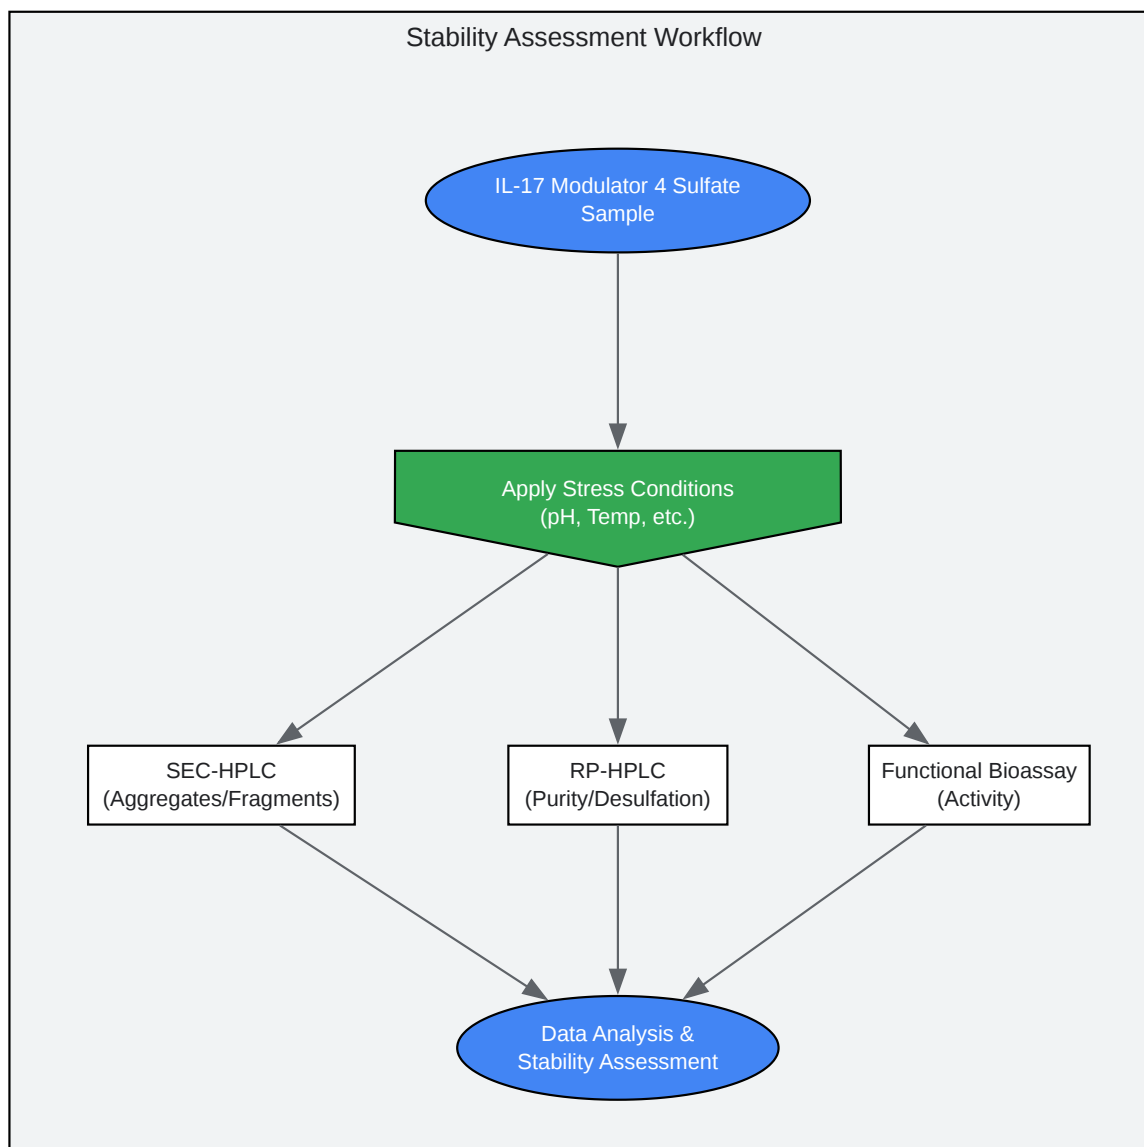 Stability Assessment Workflow
IL-17 Modulator 4 Sulfate
Sample
Apply Stress Conditions
(pH, Temp, etc.)
SEC-HPLC
(Aggregates/Fragments)
RP-HPLC
(Purity/Desulfation)
Functional Bioassay
(Activity)
Data Analysis &
Stability Assessment